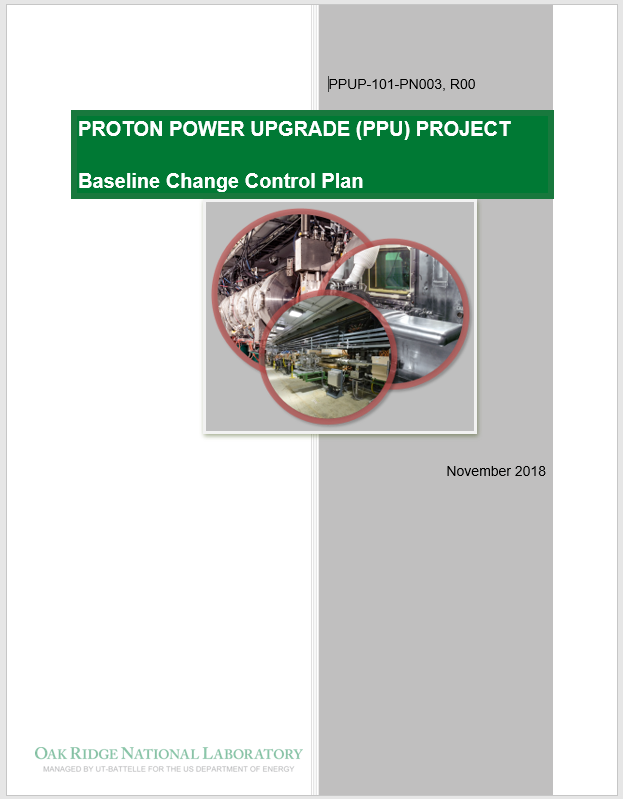 PPUP-101-PN003, R00
PROTON POWER UPGRADE (PPU) PROJECT
Baseline Change Control Plan
November 2018
OAK RIDGE NATIONAL LABORATORY
MANAGED BY UT-BATTELLE FOR THE US DEPARTMENT OF ENERGY